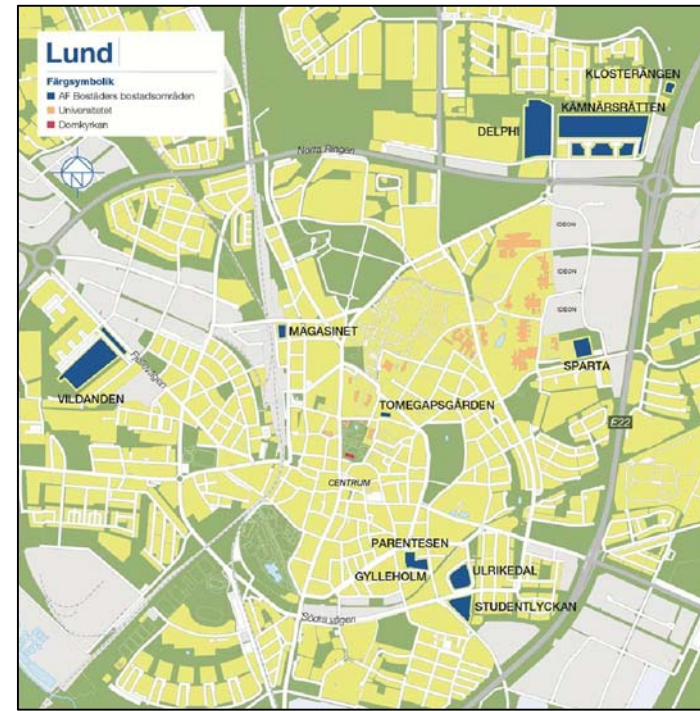 Lund
Färgsymbolik
AF Bostäders bostadsområden
Universitetet
Domkyrkan
N
KLOSTERÄNGEN
KÄMNÄRSRÄTTEN
DELPHI
Norra Ringen
IDEON
IDEON
IDEON
MAGASINET
SPARTA
Fjelievägen
VILDANDEN
TOMEGAPSGÅRDEN
E22
CENTRUM
PARENTESEN
GYLLEHOLM
ULRIKEDAL
STUDENTLYCKAN
Södra vägen